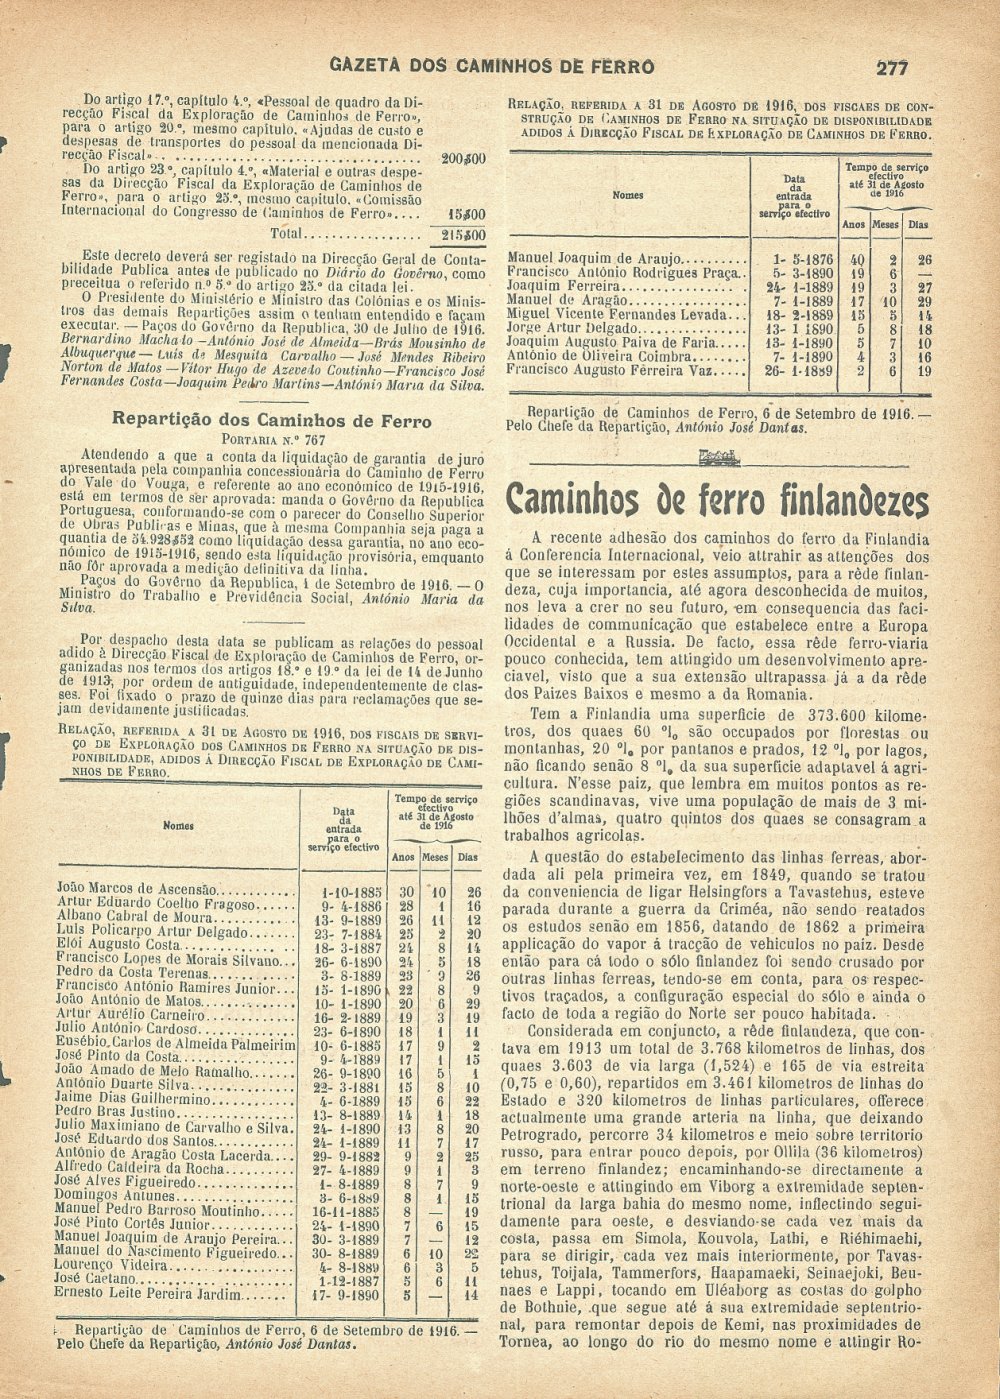 GAZETA DOS CAMINHOS DE FERRO
277
Do artigo 17.º, capítulo 4.º, «Pessoal de quadro da Di-
recção Fiscal da Exploração de Caminhos de Ferro»,
para o artigo 20.º, mesmo capítulo, «Ajudas de custo e
despesas de transportes do pessoal da mencionada Di-
recção Fiscal» . . . . . . . . . . . . . . . . 200$00
Do artigo 23.º, capítulo 4.º, «Material e outras despe-
sas da Direcção Fiscal da Exploração de Caminhos de
Ferro», para o artigo 25.º, mesmo capítulo, «Comissão
Internacional do Congresso de Caminhos de Ferro» . . . . 15$00
Total . . . . . . . . . . . . . . . . 215$00
Este decreto deverá ser registado na Direcção Geral de Conta-
bilidade Publica antes de publicado no Diário do Govêrno, como
preceitua o referido n.º 5.º do artigo 25.º da citada lei.
O Presidente do Ministério e Ministro das Colónias e os Minis-
tros das demais Repartições assim o tenham entendido e façam
executar. — Paços do Govêrno da Republica, 30 de Julho de 1916.
Bernardino Machado — António José de Almeida — Brás Mousinho de
Albuquerque — Luis de Mesquita Carvalho — José Mendes Ribeiro
Norton de Matos — Vitor Hugo de Azevedo Coutinho — Francisco José
Fernandes Costa — Joaquim Pedro Martins — António Maria da Silva.
Repartição dos Caminhos de Ferro
PORTARIA N.º 767
Atendendo a que a conta da liquidação de garantia de juro
apresentada pela companhia concessionária do Caminho de Ferro
do Vale do Vouga, e referente ao ano económico de 1915-1916,
está em termos de ser aprovada: manda o Govêrno da Republica
Portuguesa, conformando-se com o parecer do Conselho Superior
de Obras Publicas e Minas, que à mesma Companhia seja paga a
quantia de 54.928$52 como liquidação dessa garantia, no ano eco-
nómico de 1915-1916, sendo esta liquidação provisória, emquanto
não fôr aprovada a medição definitiva da linha.
Paços do Govêrno da Republica, 1 de Setembro de 1916. — O
Ministro do Trabalho e Previdência Social, António Maria da
Silva.
Por despacho desta data se publicam as relações do pessoal
adido à Direcção Fiscal de Exploração de Caminhos de Ferro, or-
ganizadas nos termos dos artigos 18.º e 19.º da lei de 14 de Junho
de 1913, por ordem de antiguidade, independentemente de clas-
ses. Foi fixado o prazo de quinze dias para reclamações que se-
jam devidamente justificadas.
RELAÇÃO, REFERIDA A 31 DE AGOSTO DE 1916, DOS FISCAIS DE SERVI-
ÇO DE EXPLORAÇÃO DOS CAMINHOS DE FERRO NA SITUAÇÃO DE DIS-
PONIBILIDADE, ADIDOS Á DIRECÇÃO FISCAL DE EXPLORAÇÃO DE CAMI-
NHOS DE FERRO.
Nomes
Data da entrada para o serviço efectivo
Tempo de serviço efectivo até 31 de Agosto de 1916
Anos Meses Dias
João Marcos de Ascensão . . . 1-10-1885 30 10 26
Artur Eduardo Coelho Fragoso . . . 9- 4-1886 28 1 16
Albano Cabral de Moura . . . 13- 9-1889 26 11 12
Luis Policarpo Artur Delgado . . . 23- 7-1884 25 2 20
Elói Augusto Costa . . . 18- 3-1887 24 8 14
Francisco Lopes de Morais Silvano . . . 26- 6-1890 24 5 18
Pedro da Costa Terenas . . . 3- 8-1889 23 9 26
Francisco António Ramires Junior . . . 15- 1-1890 22 8 9
João António de Matos . . . 10- 1-1890 20 6 29
Artur Aurélio Carneiro . . . 16- 2-1889 19 3 19
Julio António Cardoso . . . 23- 6-1890 18 1 11
Eusébio Carlos de Almeida Palmeirim 10- 6-1885 17 9 2
José Pinto da Costa . . . 9- 4-1889 17 1 15
João Amado de Melo Ramalho . . . 26- 9-1890 16 5 1
António Duarte Silva . . . 22- 3-1881 15 8 10
Jaime Dias Guilhermino . . . 4- 6-1889 15 6 22
Pedro Bras Justino . . . 13- 8-1889 14 1 18
Julio Maximiano de Carvalho e Silva. 24- 1-1890 13 8 20
José Eduardo dos Santos . . . 24- 1-1889 11 7 17
António de Aragão Costa Lacerda . . . 29- 9-1882 9 2 25
Alfredo Caldeira da Rocha . . . 27- 4-1889 9 1 3
José Alves Figueiredo . . . 1- 8-1889 8 7 9
Domingos Antunes . . . 3- 6-1889 8 1 15
Manuel Pedro Barroso Moutinho . . . 16-11-1885 8 — 19
José Pinto Cortês Junior . . . 24- 1-1890 7 6 15
Manuel Joaquim de Araujo Pereira . . . 30- 3-1889 7 — 12
Manuel do Nascimento Figueiredo . . . 30- 8-1889 6 10 22
Lourenço Videira . . . 4- 8-1889 6 3 5
José Caetano . . . 1-12-1887 5 6 11
Ernesto Leite Pereira Jardim . . . 17- 9-1890 5 — 14
Repartição de Caminhos de Ferro, 6 de Setembro de 1916. —
Pelo Chefe da Repartição, António José Dantas.
RELAÇÃO, REFERIDA A 31 DE AGOSTO DE 1916, DOS FISCAES DE CON-
STRUÇÃO DE CAMINHOS DE FERRO NA SITUAÇÃO DE DISPONIBILIDADE
ADIDOS Á DIRECÇÃO FISCAL DE EXPLORAÇÃO DE CAMINHOS DE FERRO.
Nomes
Data da entrada para o serviço efectivo
Tempo de serviço efectivo até 31 de Agosto de 1916
Anos Meses Dias
Manuel Joaquim de Araujo . . . 1- 5-1876 40 2 26
Francisco António Rodrigues Praça . . 5- 3-1890 19 6 —
Joaquim Ferreira . . . 24- 1-1889 19 3 27
Manuel de Aragão . . . 7- 1-1889 17 10 29
Miguel Vicente Fernandes Levada . . . 18- 2-1889 15 5 14
Jorge Artur Delgado . . . 13- 1 1890 5 8 18
Joaquim Augusto Paiva de Faria . . . 13- 1-1890 5 7 10
António de Oliveira Coimbra . . . 7- 1-1890 4 3 16
Francisco Augusto Ferreira Vaz . . . 26- 1-1889 2 6 19
Repartição de Caminhos de Ferro, 6 de Setembro de 1916. —
Pelo Chefe da Repartição, António José Dantas.
Caminhos de ferro finlandezes
A recente adhesão dos caminhos do ferro da Finlandia
á Conferencia Internacional, veio attrahir as attenções dos
que se interessam por estes assumptos, para a rêde finlan-
deza, cuja importancia, até agora desconhecida de muitos,
nos leva a crer no seu futuro, em consequencia das faci-
lidades de communicação que estabelece entre a Europa
Occidental e a Russia. De facto, essa rêde ferro-viaria
pouco conhecida, tem attingido um desenvolvimento apre-
ciavel, visto que a sua extensão ultrapassa já a da rêde
dos Paizes Baixos e mesmo a da Romania.
Tem a Finlandia uma superficie de 373.600 kilome-
tros, dos quaes 60 % são occupados por florestas ou
montanhas, 20 % por pantanos e prados, 12 % por lagos,
não ficando senão 8 % da sua superficie adaptavel á agri-
cultura. N'esse paiz, que lembra em muitos pontos as re-
giões scandinavas, vive uma população de mais de 3 mi-
lhões d'almas, quatro quintos dos quaes se consagram a
trabalhos agricolas.
A questão do estabelecimento das linhas ferreas, abor-
dada ali pela primeira vez, em 1849, quando se tratou
da conveniencia de ligar Helsingfors a Tavastehus, esteve
parada durante a guerra da Criméa, não sendo reatados
os estudos senão em 1856, datando de 1862 a primeira
applicação do vapor á tracção de vehiculos no paiz. Desde
então para cá todo o sólo finlandez foi sendo crusado por
outras linhas ferreas, tendo-se em conta, para os respec-
tivos traçados, a configuração especial do sólo e ainda o
facto de toda a região do Norte ser pouco habitada.
Considerada em conjuncto, a rêde finlandeza, que con-
tava em 1913 um total de 3.768 kilometros de linhas, dos
quaes 3.603 de via larga (1,524) e 165 de via estreita
(0,75 e 0,60), repartidos em 3.461 kilometros de linhas do
Estado e 320 kilometros de linhas particulares, offerece
actualmente uma grande arteria na linha, que deixando
Petrogrado, percorre 34 kilometros e meio sobre territorio
russo, para entrar pouco depois, por Ollila (36 kilometros)
em terreno finlandez; encaminhando-se directamente a
norte-oeste e attingindo em Viborg a extremidade septen-
trional da larga bahia do mesmo nome, inflectindo segui-
damente para oeste, e desviando-se cada vez mais da
costa, passa em Simola, Kouvola, Lathi, e Riéhimaehi,
para se dirigir, cada vez mais interiormente, por Tavas-
tehus, Toijala, Tammerfors, Haapamaeki, Seinaejoki, Beu-
naes e Lappi, tocando em Uléaborg as costas do golpho
de Bothnie, que segue até á sua extremidade septentrio-
nal, para remontar depois de Kemi, nas proximidades de
Tornea, ao longo do rio do mesmo nome e attingir Ro-